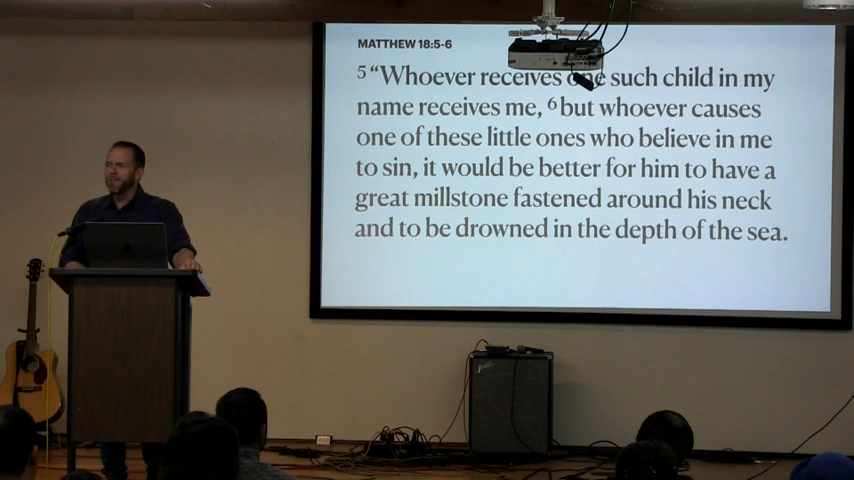 MATTHEW 18:5-6
5 “Whoever receives one such child in my
name receives me, 6 but whoever causes
one of these little ones who believe in me
to sin, it would be better for him to have a
great millstone fastened around his neck
and to be drowned in the depth of the sea.